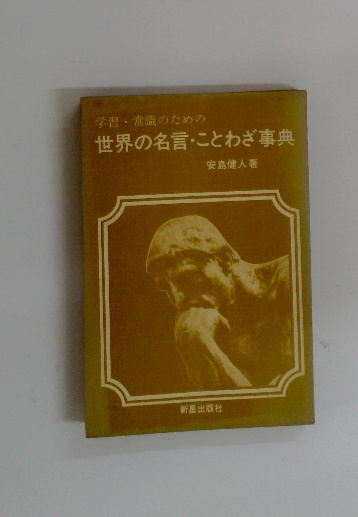 学習・常識のための
世界の名言・ことわざ事典
安島健人著
新星出版社